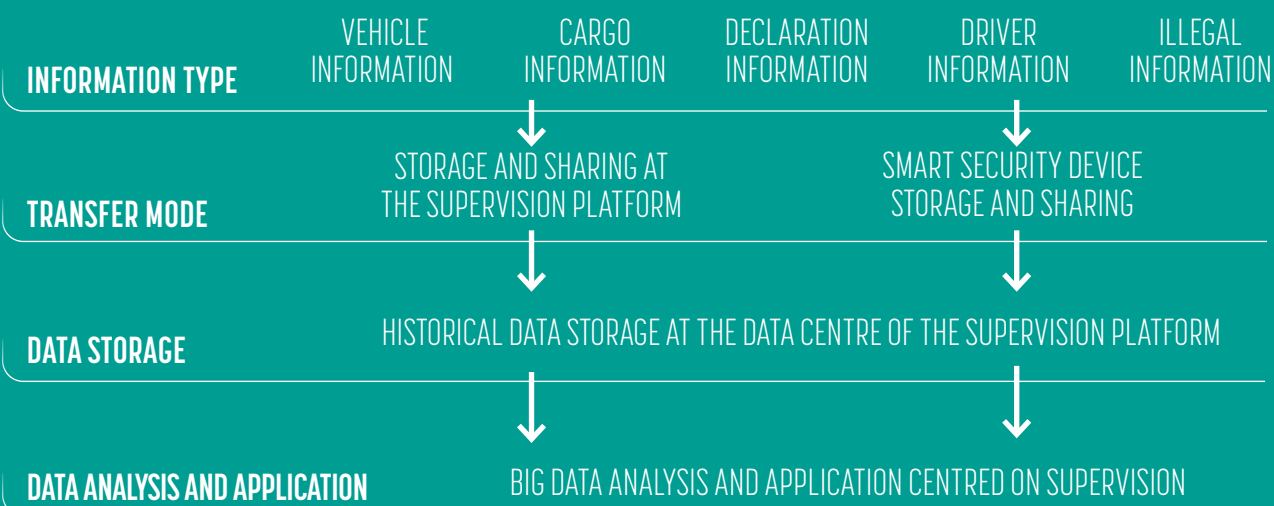 INFORMATION TYPE
VEHICLE
INFORMATION
CARGO
INFORMATION
DECLARATION
INFORMATION
DRIVER
INFORMATION
ILLEGAL
INFORMATION
TRANSFER MODE
STORAGE AND SHARING AT
THE SUPERVISION PLATFORM
SMART SECURITY DEVICE
STORAGE AND SHARING
DATA STORAGE
HISTORICAL DATA STORAGE AT THE DATA CENTRE OF THE SUPERVISION PLATFORM
DATA ANALYSIS AND APPLICATION
BIG DATA ANALYSIS AND APPLICATION CENTRED ON SUPERVISION